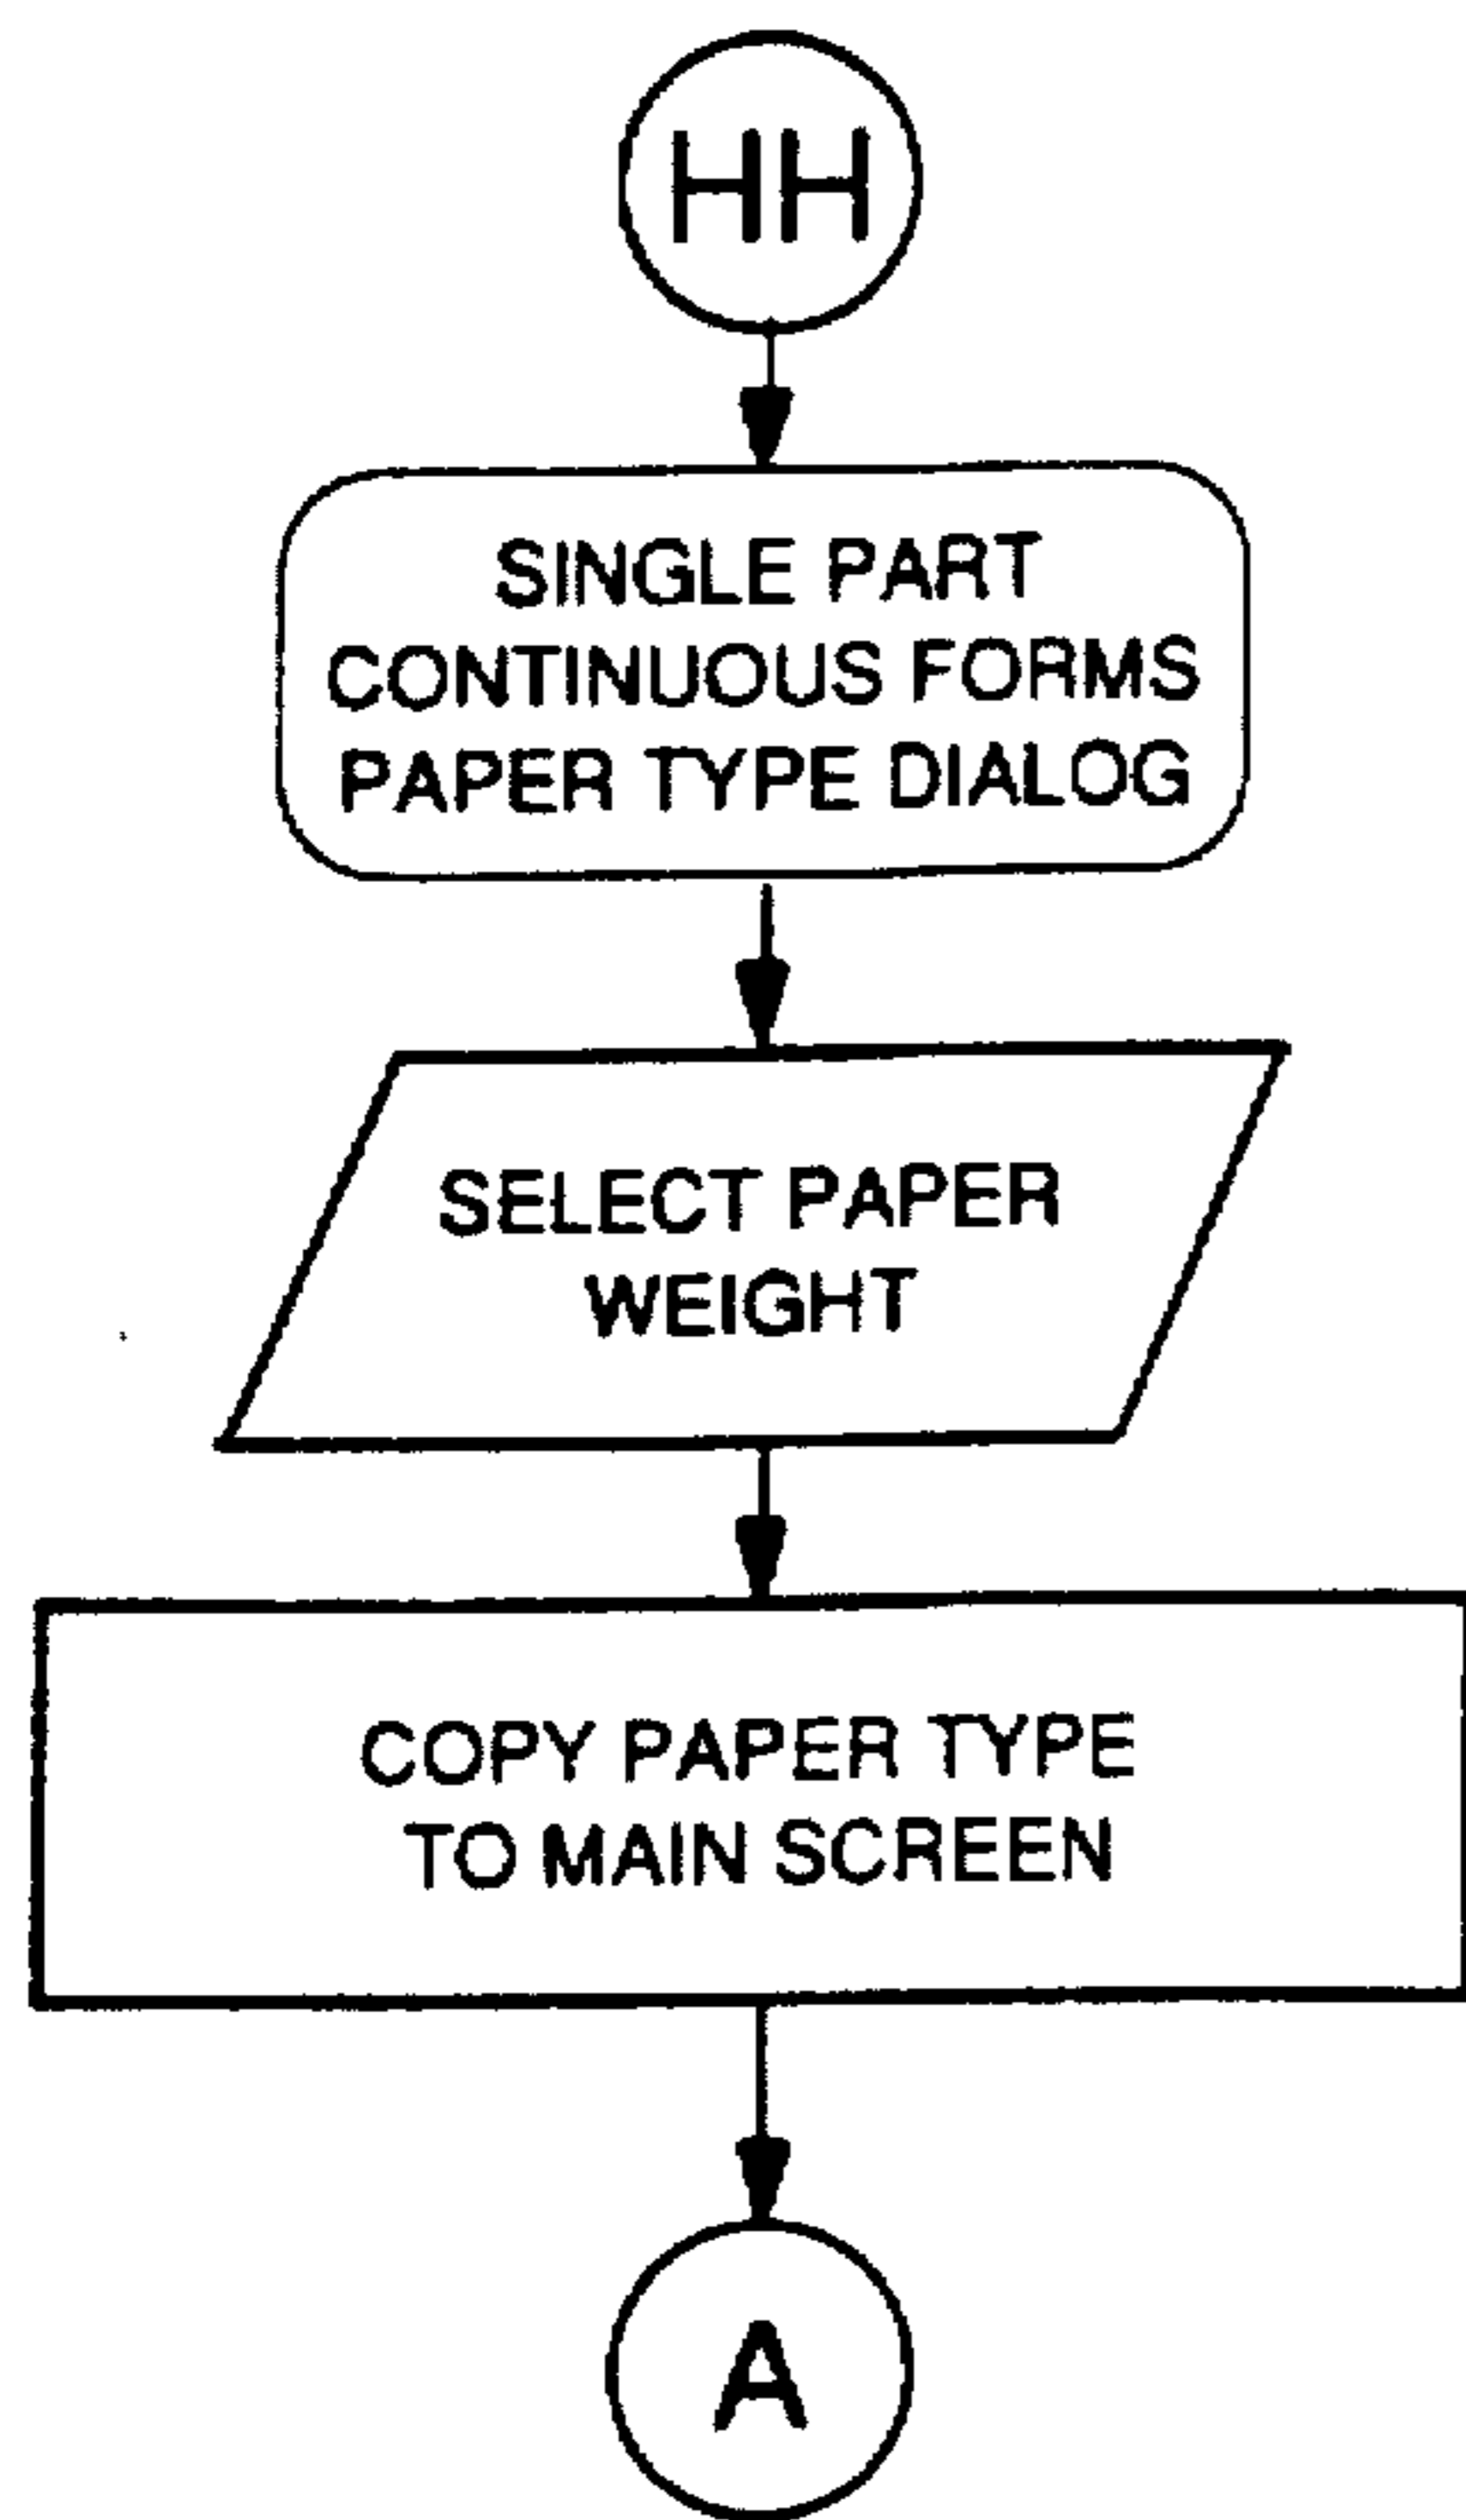 HH
SINGLE PART
CONTINUOUS FORMS
PAPER TYPE DIALOG
SELECT PAPER
WEIGHT
COPY PAPER TYPE
TO MAIN SCREEN
A